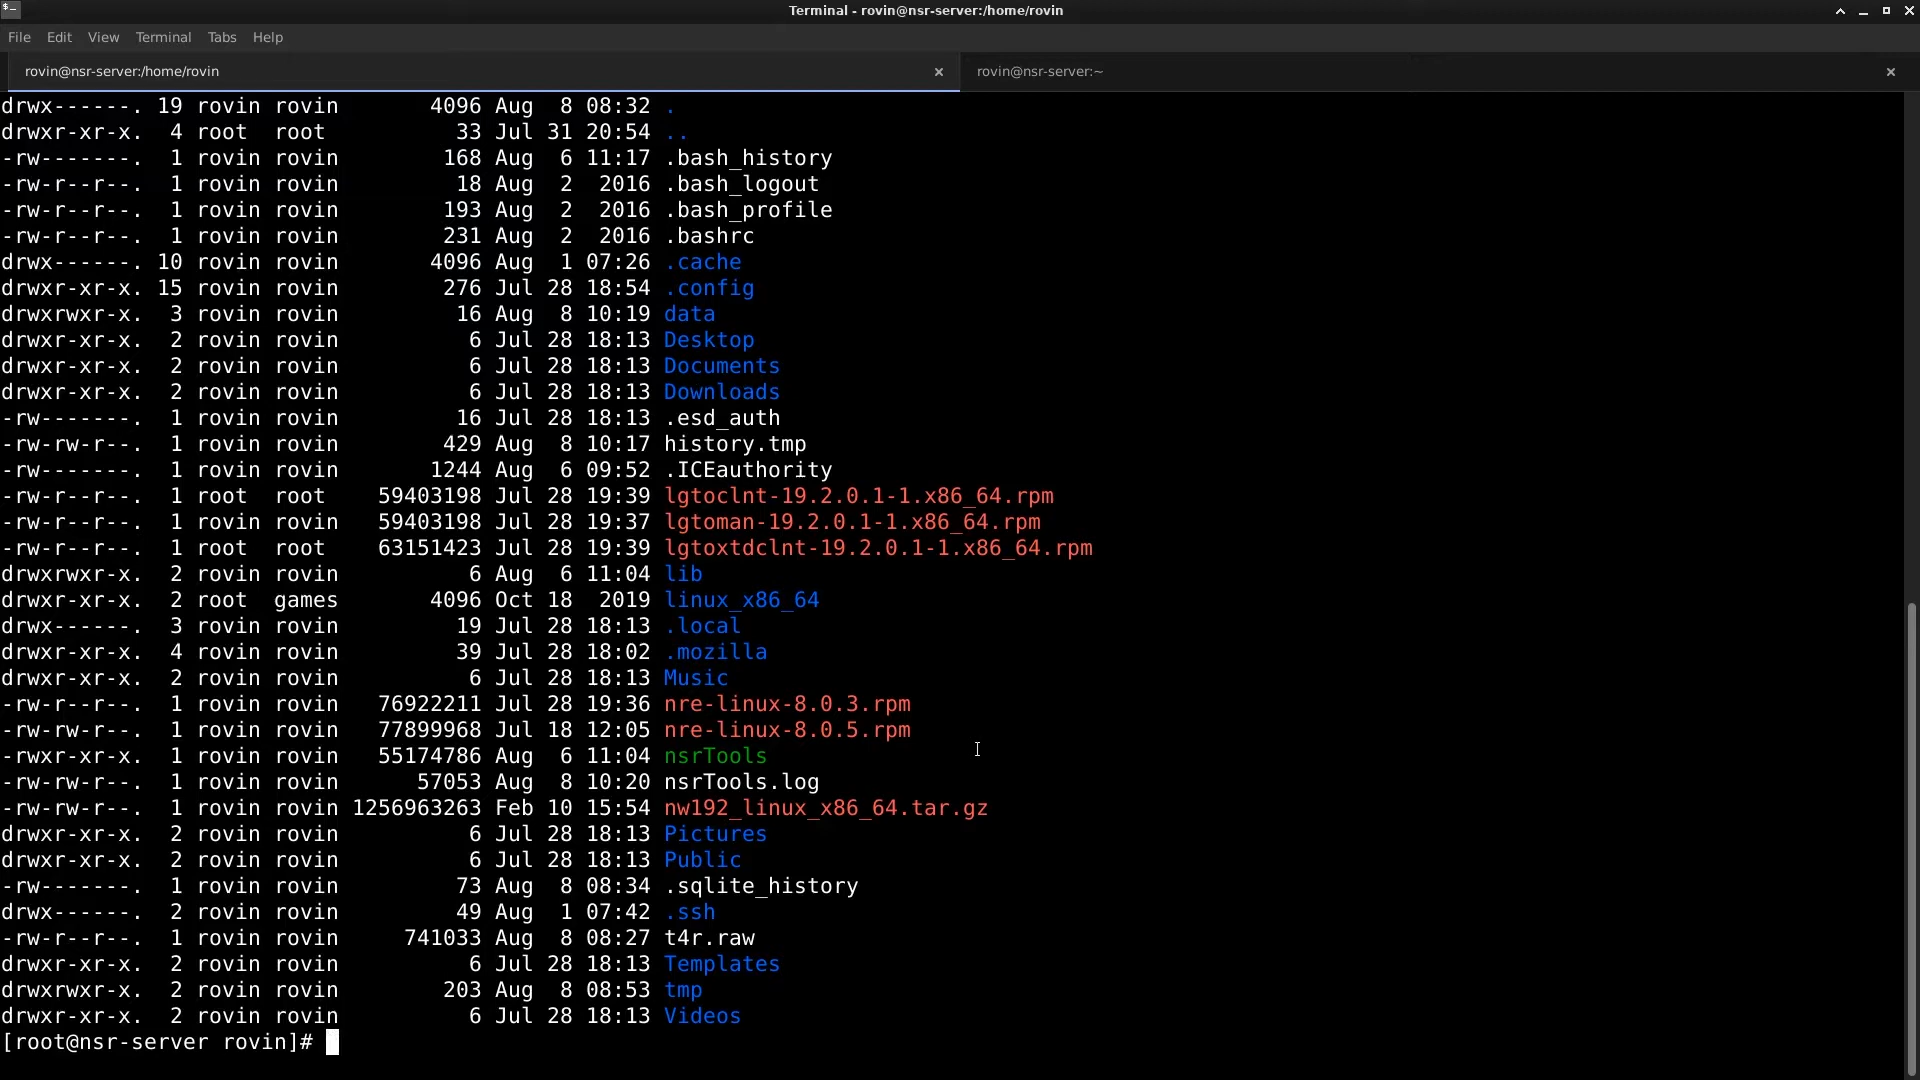 Terminal - rovin@nsr-server:/home/rovin
File Edit View Terminal Tabs Help
rovin@nsr-server:/home/rovin rovin@nsr-server:~
drwx------. 19 rovin rovin       4096 Aug  8 08:32 .
drwxr-xr-x.  4 root  root          33 Jul 31 20:54 ..
-rw-------.  1 rovin rovin        168 Aug  6 11:17 .bash_history
-rw-r--r--.  1 rovin rovin         18 Aug  2  2016 .bash_logout
-rw-r--r--.  1 rovin rovin        193 Aug  2  2016 .bash_profile
-rw-r--r--.  1 rovin rovin        231 Aug  2  2016 .bashrc
drwx------. 10 rovin rovin       4096 Aug  1 07:26 .cache
drwxr-xr-x. 15 rovin rovin        276 Jul 28 18:54 .config
drwxrwxr-x.  3 rovin rovin         16 Aug  8 10:19 data
drwxr-xr-x.  2 rovin rovin          6 Jul 28 18:13 Desktop
drwxr-xr-x.  2 rovin rovin          6 Jul 28 18:13 Documents
drwxr-xr-x.  2 rovin rovin          6 Jul 28 18:13 Downloads
-rw-------.  1 rovin rovin         16 Jul 28 18:13 .esd_auth
-rw-rw-r--.  1 rovin rovin        429 Aug  8 10:17 history.tmp
-rw-------.  1 rovin rovin       1244 Aug  6 09:52 .ICEauthority
-rw-r--r--.  1 root  root    59403198 Jul 28 19:39 lgtoclnt-19.2.0.1-1.x86_64.rpm
-rw-r--r--.  1 rovin rovin   59403198 Jul 28 19:37 lgtoman-19.2.0.1-1.x86_64.rpm
-rw-r--r--.  1 root  root    63151423 Jul 28 19:39 lgtoxtdclnt-19.2.0.1-1.x86_64.rpm
drwxrwxr-x.  2 rovin rovin          6 Aug  6 11:04 lib
drwxr-xr-x.  2 root  games       4096 Oct 18  2019 linux_x86_64
drwx------.  3 rovin rovin         19 Jul 28 18:13 .local
drwxr-xr-x.  4 rovin rovin         39 Jul 28 18:02 .mozilla
drwxr-xr-x.  2 rovin rovin          6 Jul 28 18:13 Music
-rw-r--r--.  1 rovin rovin   76922211 Jul 28 19:36 nre-linux-8.0.3.rpm
-rw-rw-r--.  1 rovin rovin   77899968 Jul 18 12:05 nre-linux-8.0.5.rpm
-rwxr-xr-x.  1 rovin rovin   55174786 Aug  6 11:04 nsrTools
-rw-rw-r--.  1 rovin rovin      57053 Aug  8 10:20 nsrTools.log
-rw-rw-r--.  1 rovin rovin 1256963263 Feb 10 15:54 nw192_linux_x86_64.tar.gz
drwxr-xr-x.  2 rovin rovin          6 Jul 28 18:13 Pictures
drwxr-xr-x.  2 rovin rovin          6 Jul 28 18:13 Public
-rw-------.  1 rovin rovin         73 Aug  8 08:34 .sqlite_history
drwx------.  2 rovin rovin         49 Aug  1 07:42 .ssh
-rw-r--r--.  1 rovin rovin     741033 Aug  8 08:27 t4r.raw
drwxr-xr-x.  2 rovin rovin          6 Jul 28 18:13 Templates
drwxrwxr-x.  2 rovin rovin        203 Aug  8 08:53 tmp
drwxr-xr-x.  2 rovin rovin          6 Jul 28 18:13 Videos
[root@nsr-server rovin]#